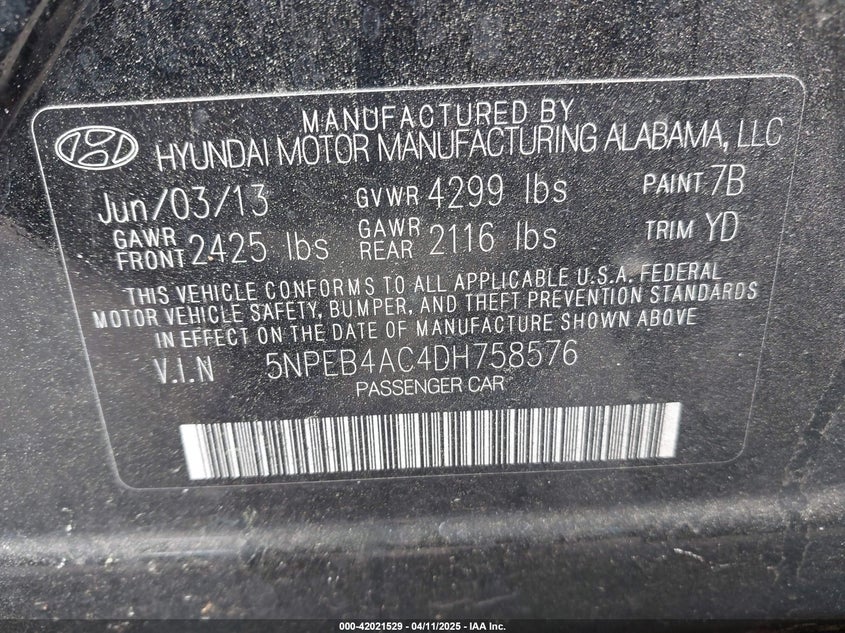 MANUFACTURED BY
HYUNDAI MOTOR MANUFACTURING ALABAMA, LLC
Jun/03/13 GVWR 4299 lbs PAINT 7B
GAWR FRONT 2425 lbs GAWR REAR 2116 lbs TRIM YD
THIS VEHICLE CONFORMS TO ALL APPLICABLE U.S.A. FEDERAL
MOTOR VEHICLE SAFETY, BUMPER, AND THEFT PREVENTION STANDARDS
IN EFFECT ON THE DATE OF MANUFACTURE SHOWN ABOVE
V.I.N 5NPEB4AC4DH758576
PASSENGER CAR
000-42021529 - 04/11/2025 - IAA Inc.